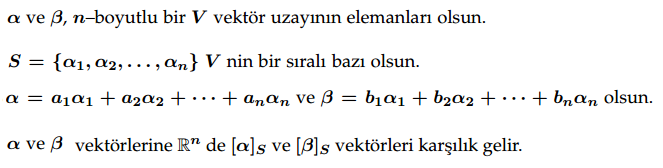 α ve β, n–boyutlu bir V vektör uzayının elemanları olsun.
S = {α₁, α₂, . . . , αₙ} V nin bir sıralı bazı olsun.
α = a₁α₁ + a₂α₂ + · · · + aₙαₙ ve β = b₁α₁ + b₂α₂ + · · · + bₙαₙ olsun.
α ve β vektörlerine ℝⁿ de [α]ₛ ve [β]ₛ vektörleri karşılık gelir.